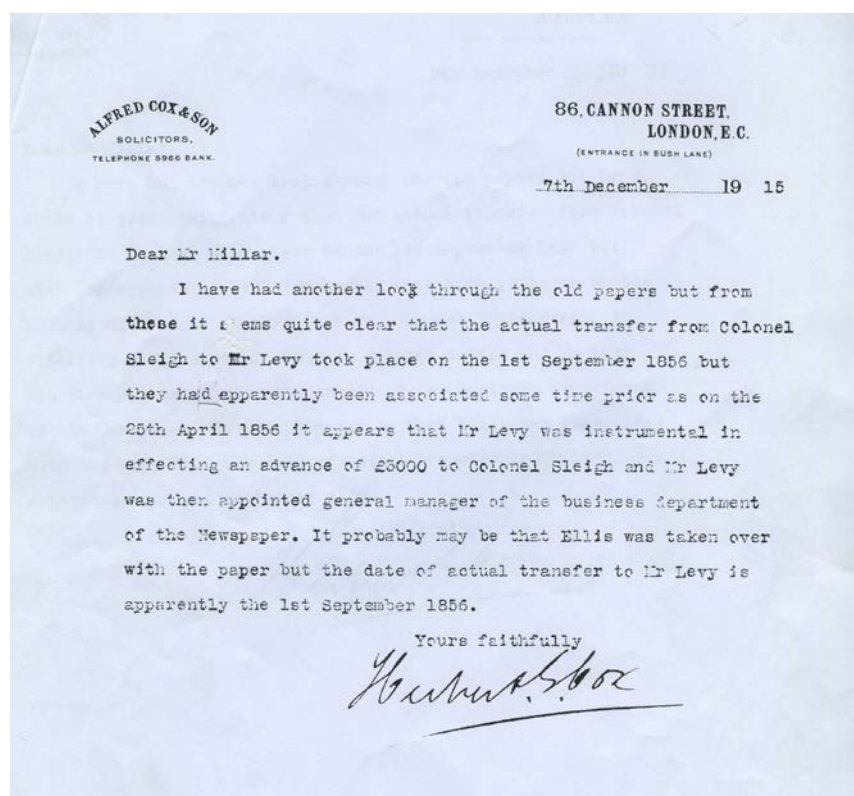 ALFRED COX & SON
SOLICITORS.
TELEPHONE 5966 BANK.
86, CANNON STREET,
LONDON, E.C.
(ENTRANCE IN BUSH LANE)
7th December 19 15
Dear Mr Millar.
I have had another look through the old papers but from
these it seems quite clear that the actual transfer from Colonel
Sleigh to Mr Levy took place on the 1st September 1856 but
they had apparently been associated some time prior as on the
25th April 1856 it appears that Mr Levy was instrumental in
effecting an advance of £3000 to Colonel Sleigh and Mr Levy
was then appointed general manager of the business department
of the Newspaper. It probably may be that Ellis was taken over
with the paper but the date of actual transfer to Mr Levy is
apparently the 1st September 1856.
Yours faithfully
Herbert G. Cox